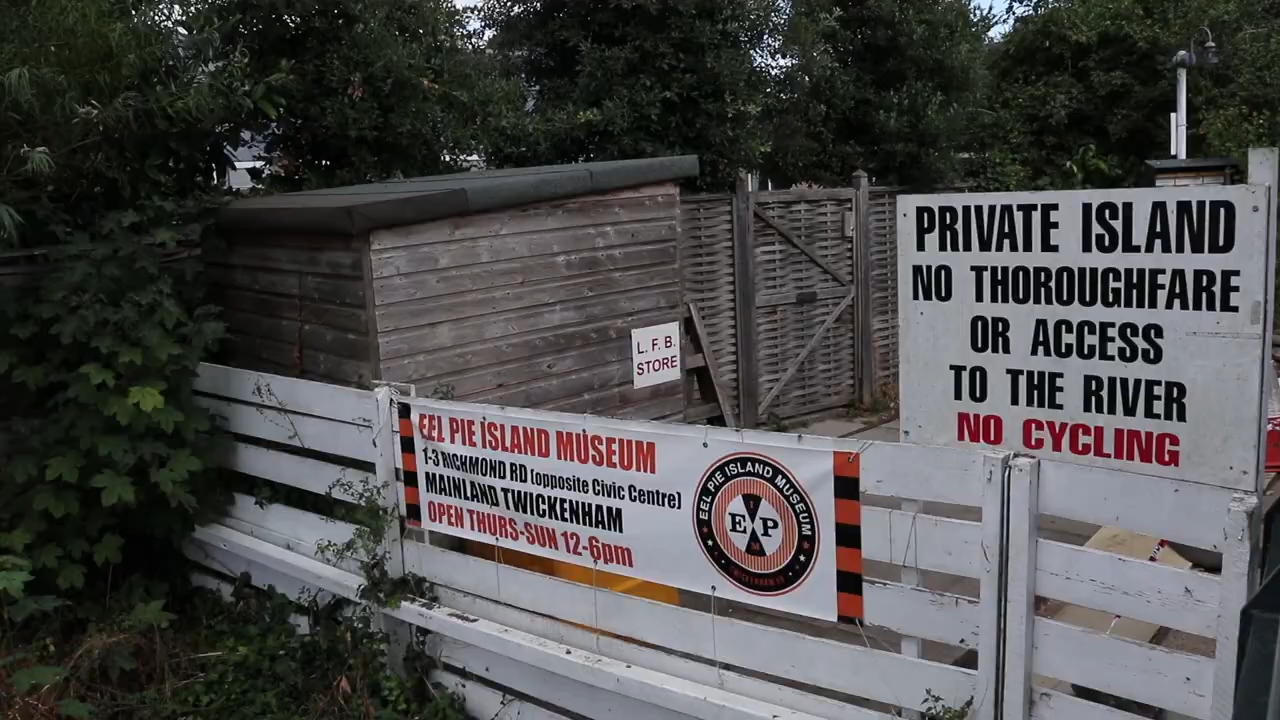 PRIVATE ISLAND
NO THOROUGHFARE
OR ACCESS
TO THE RIVER
NO CYCLING
L. F. B.
STORE
EEL PIE ISLAND MUSEUM
1-3 RICHMOND RD (opposite Civic Centre)
MAINLAND TWICKENHAM
OPEN THURS-SUN 12-6pm
EEL PIE ISLAND MUSEUM
I
E P
M